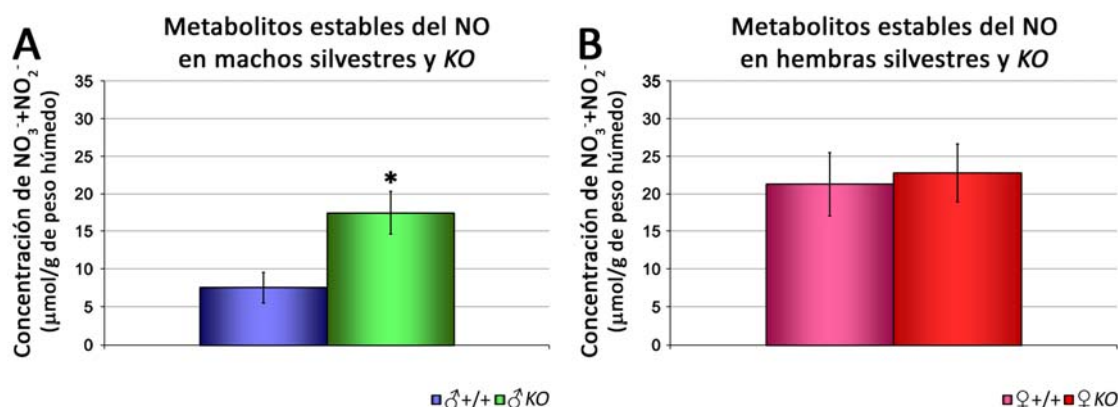 A
Metabolitos estables del NO
en machos silvestres y KO
Concentración de NO₃⁻+NO₂⁻
(µmol/g de peso húmedo)
35
30
25
20
15
10
5
0
*
♂+/+ ♂KO
B
Metabolitos estables del NO
en hembras silvestres y KO
Concentración de NO₃⁻+NO₂⁻
(µmol/g de peso húmedo)
35
30
25
20
15
10
5
0
♀+/+ ♀KO